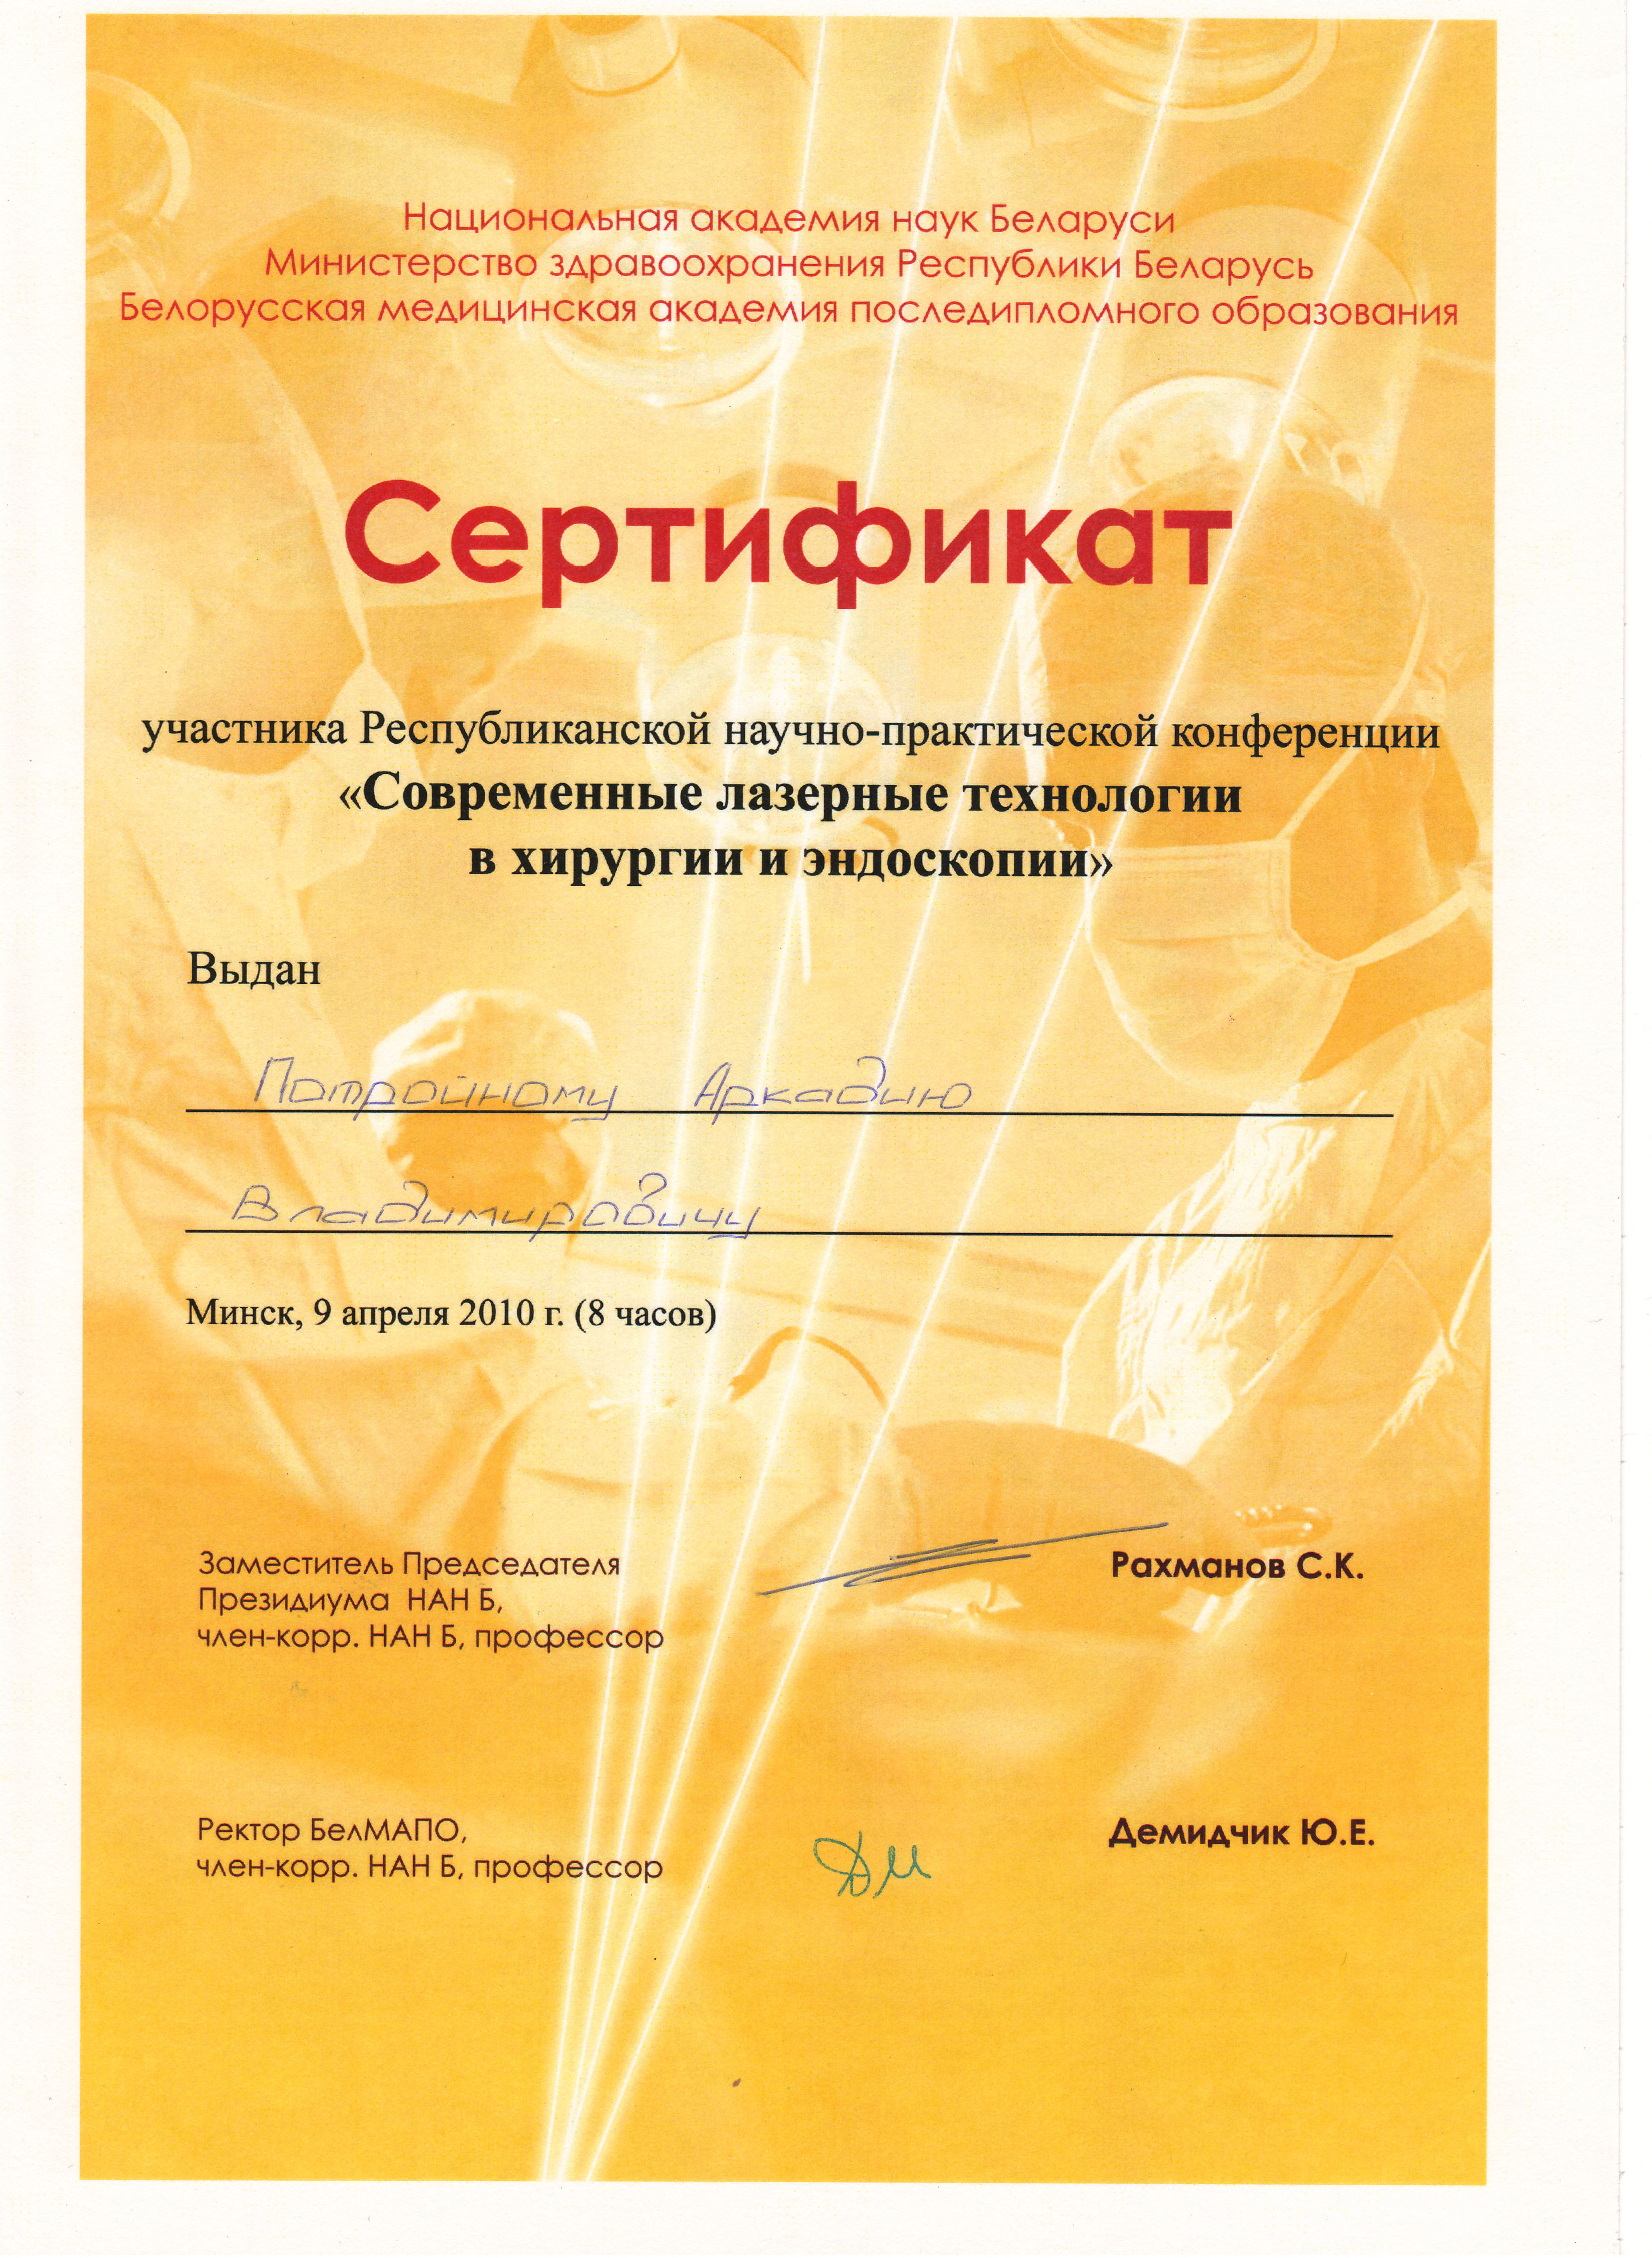 Национальная академия наук Беларуси
Министерство здравоохранения Республики Беларусь
Белорусская медицинская академия последипломного образования
Сертификат
участника Республиканской научно-практической конференции
«Современные лазерные технологии
в хирургии и эндоскопии»
Выдан
Патройному Аркадию
Владимировичу
Минск, 9 апреля 2010 г. (8 часов)
Заместитель Председателя
Президиума НАН Б,
член-корр. НАН Б, профессор
Рахманов С.К.
Ректор БелМАПО,
член-корр. НАН Б, профессор
Демидчик Ю.Е.